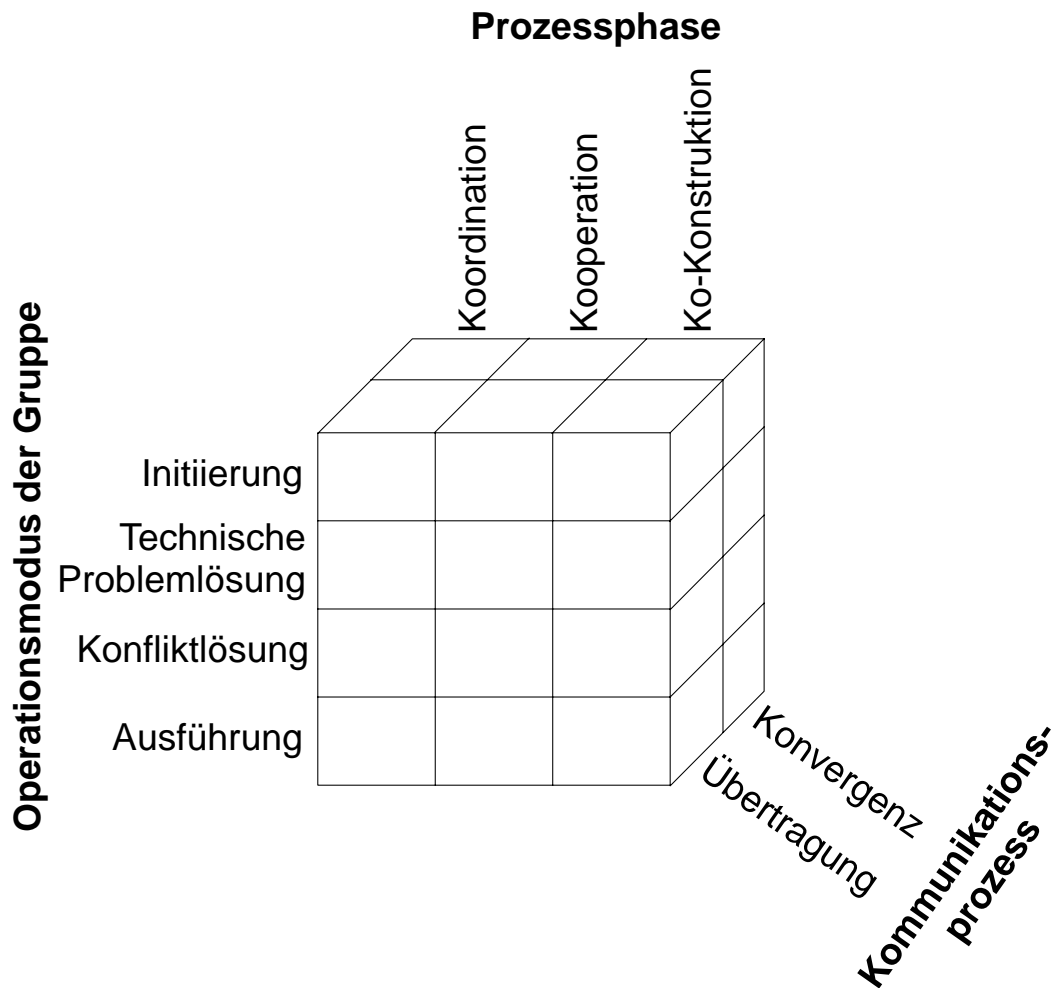 Prozessphase
Koordination
Kooperation
Ko-Konstruktion
Operationsmodus der Gruppe
Initiierung
Technische
Problemlösung
Konfliktlösung
Ausführung
Konvergenz
Übertragung
Kommunikations-
prozess